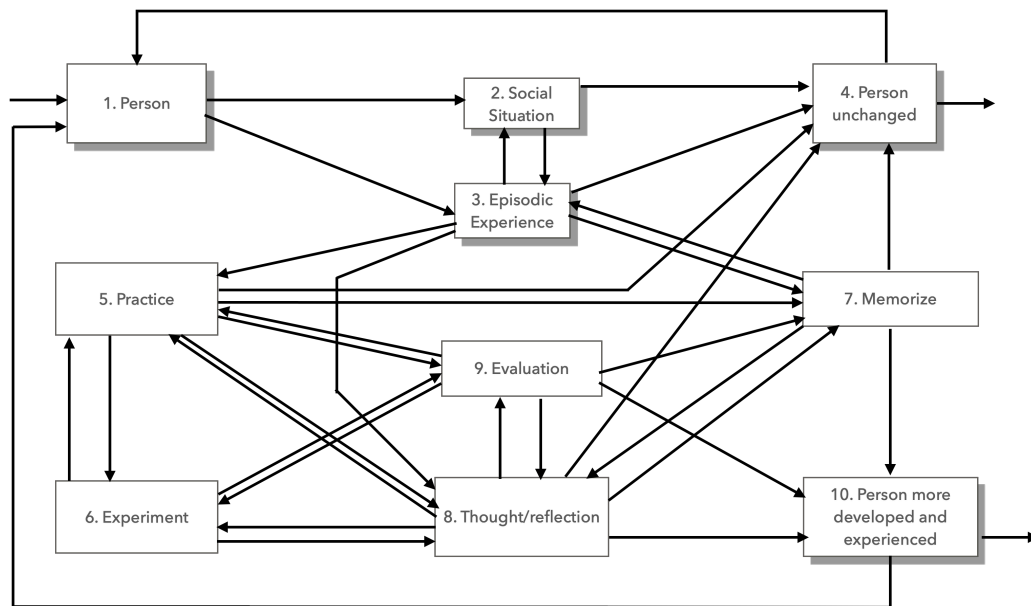 1. Person
2. Social
Situation
4. Person
unchanged
3. Episodic
Experience
5. Practice
7. Memorize
9. Evaluation
6. Experiment
8. Thought/reflection
10. Person more
developed and
experienced